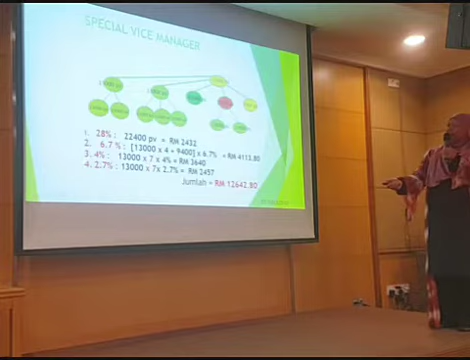 SPECIAL VICE MANAGER
1. 28% : 22400 pv = RM 2432
2. 6.7 % : [13000 x 4 + 9400] x 6.7% = RM 4113.80
3. 4% : 13000 x 7 x 4% = RM 3640
4. 2.7% : 13000 x 7x 2.7% = RM 2457
Jumlah = RM 12642.80